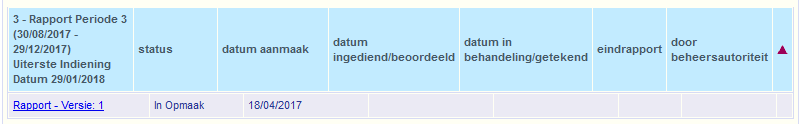 3 - Rapport Periode 3
(30/08/2017 -
29/12/2017)
Uiterste Indiening
Datum 29/01/2018
status
datum aanmaak
datum
ingediend/beoordeeld
datum in
behandeling/getekend
eindrapport
door
beheersautoriteit
Rapport - Versie: 1
In Opmaak
18/04/2017